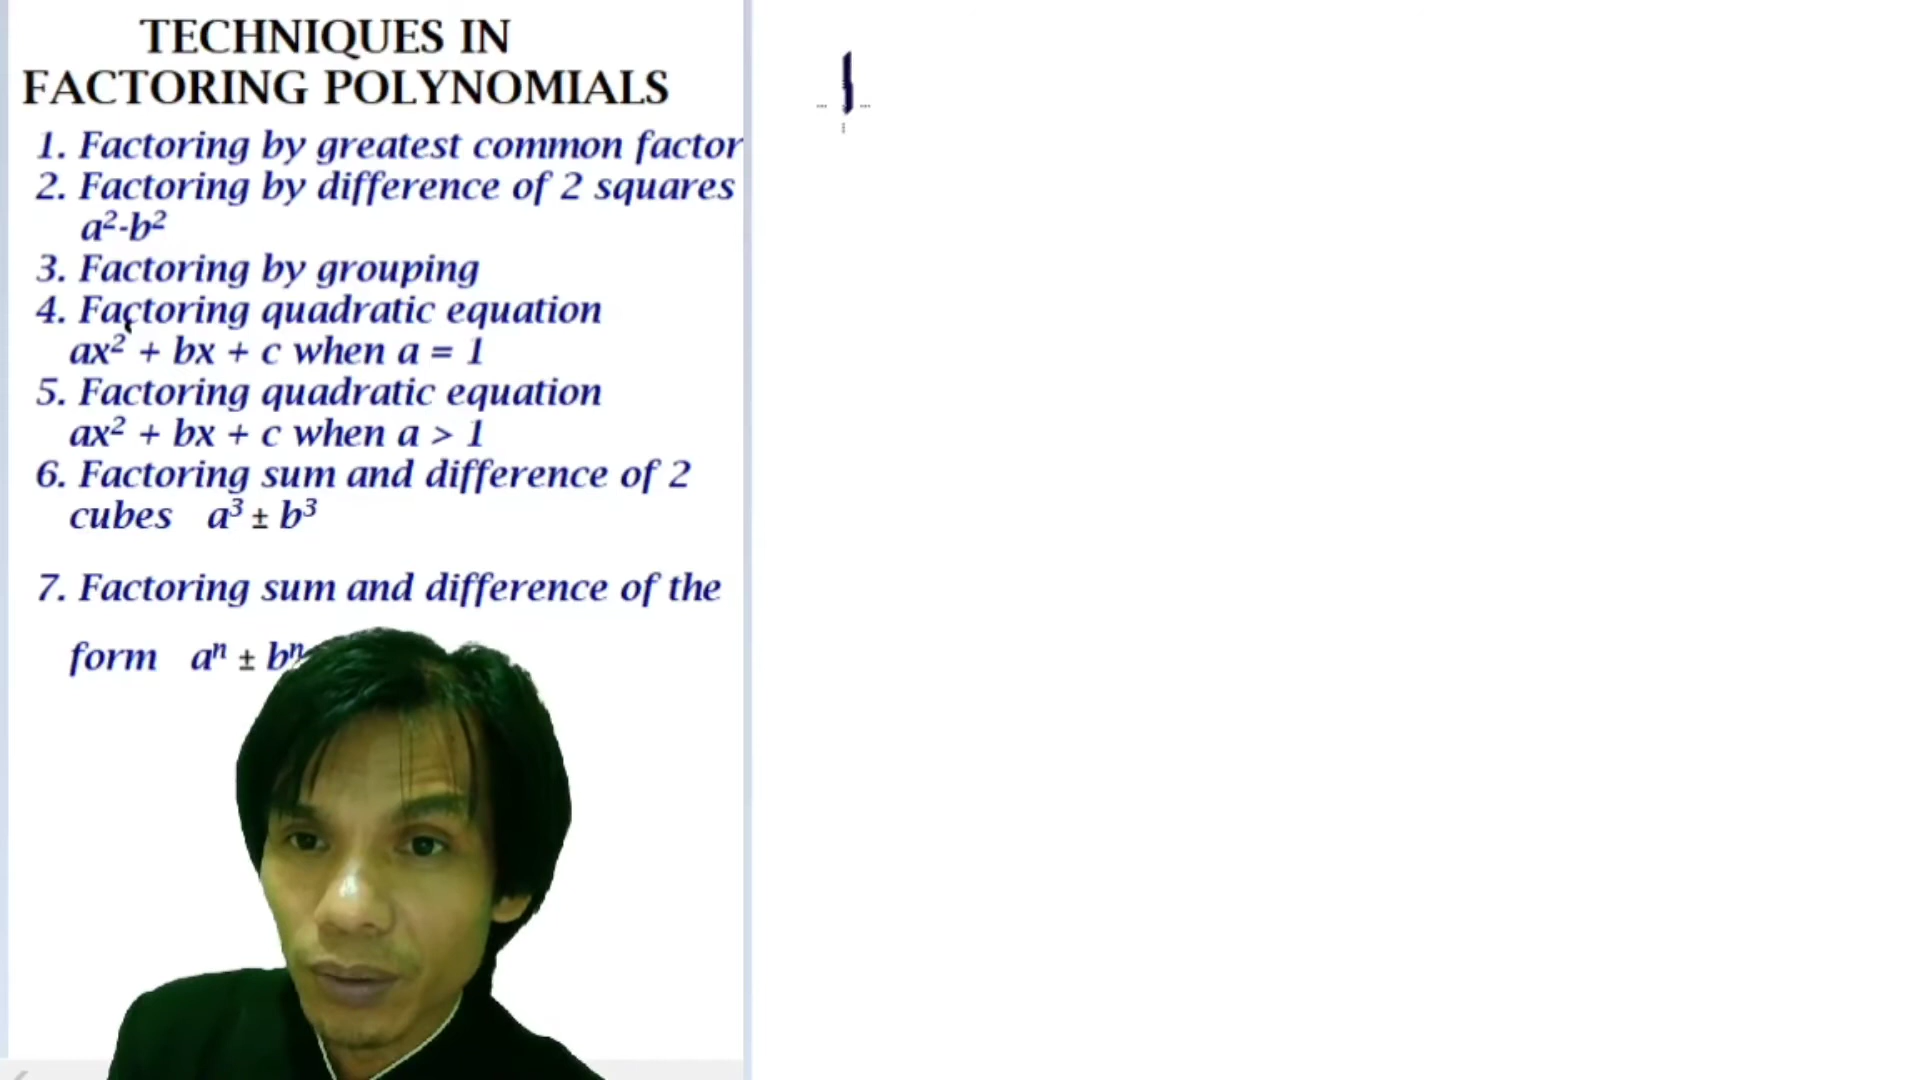 TECHNIQUES IN
FACTORING POLYNOMIALS
1. Factoring by greatest common factor
2. Factoring by difference of 2 squares
a²-b²
3. Factoring by grouping
4. Factoring quadratic equation
ax² + bx + c when a = 1
5. Factoring quadratic equation
ax² + bx + c when a > 1
6. Factoring sum and difference of 2
cubes a³ ± b³
7. Factoring sum and difference of the
form aⁿ ± bⁿ